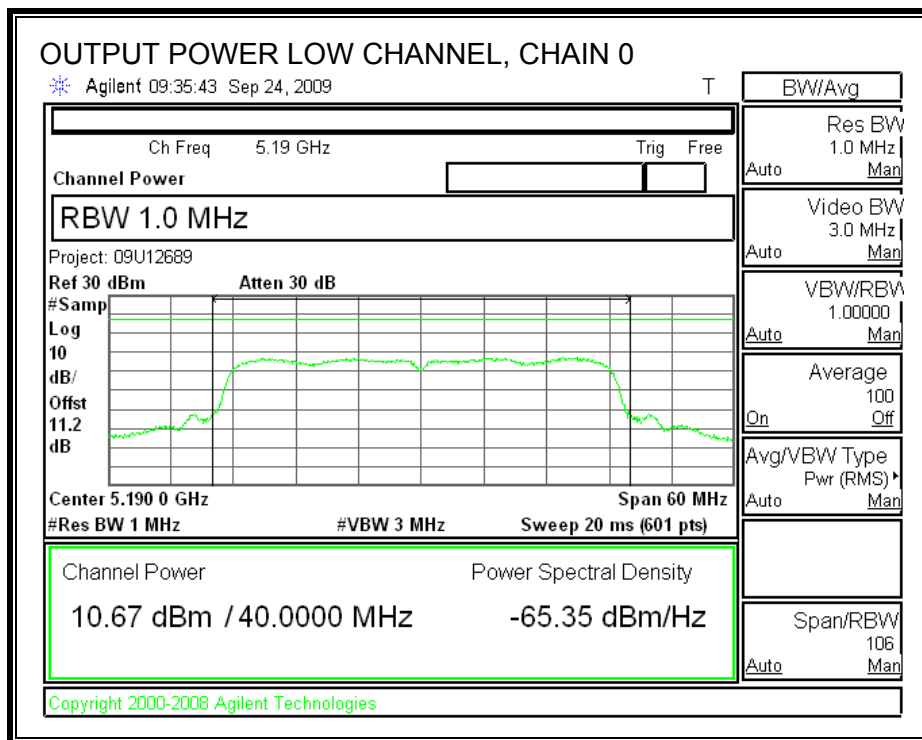 OUTPUT POWER LOW CHANNEL, CHAIN 0
Agilent 09:35:43 Sep 24, 2009 T
BW/Avg
Ch Freq 5.19 GHz Trig Free
Channel Power
RBW 1.0 MHz
Project: 09U12689
Ref 30 dBm Atten 30 dB
#Samp
Log
10
dB/
Offst
11.2
dB
Center 5.190 0 GHz Span 60 MHz
#Res BW 1 MHz #VBW 3 MHz Sweep 20 ms (601 pts)
Channel Power Power Spectral Density
10.67 dBm / 40.0000 MHz -65.35 dBm/Hz
Copyright 2000-2008 Agilent Technologies
Res BW
1.0 MHz
Auto Man
Video BW
3.0 MHz
Auto Man
VBW/RBW
1.00000
Auto Man
Average
100
On Off
Avg/VBW Type
Pwr (RMS)
Auto Man
Span/RBW
106
Auto Man